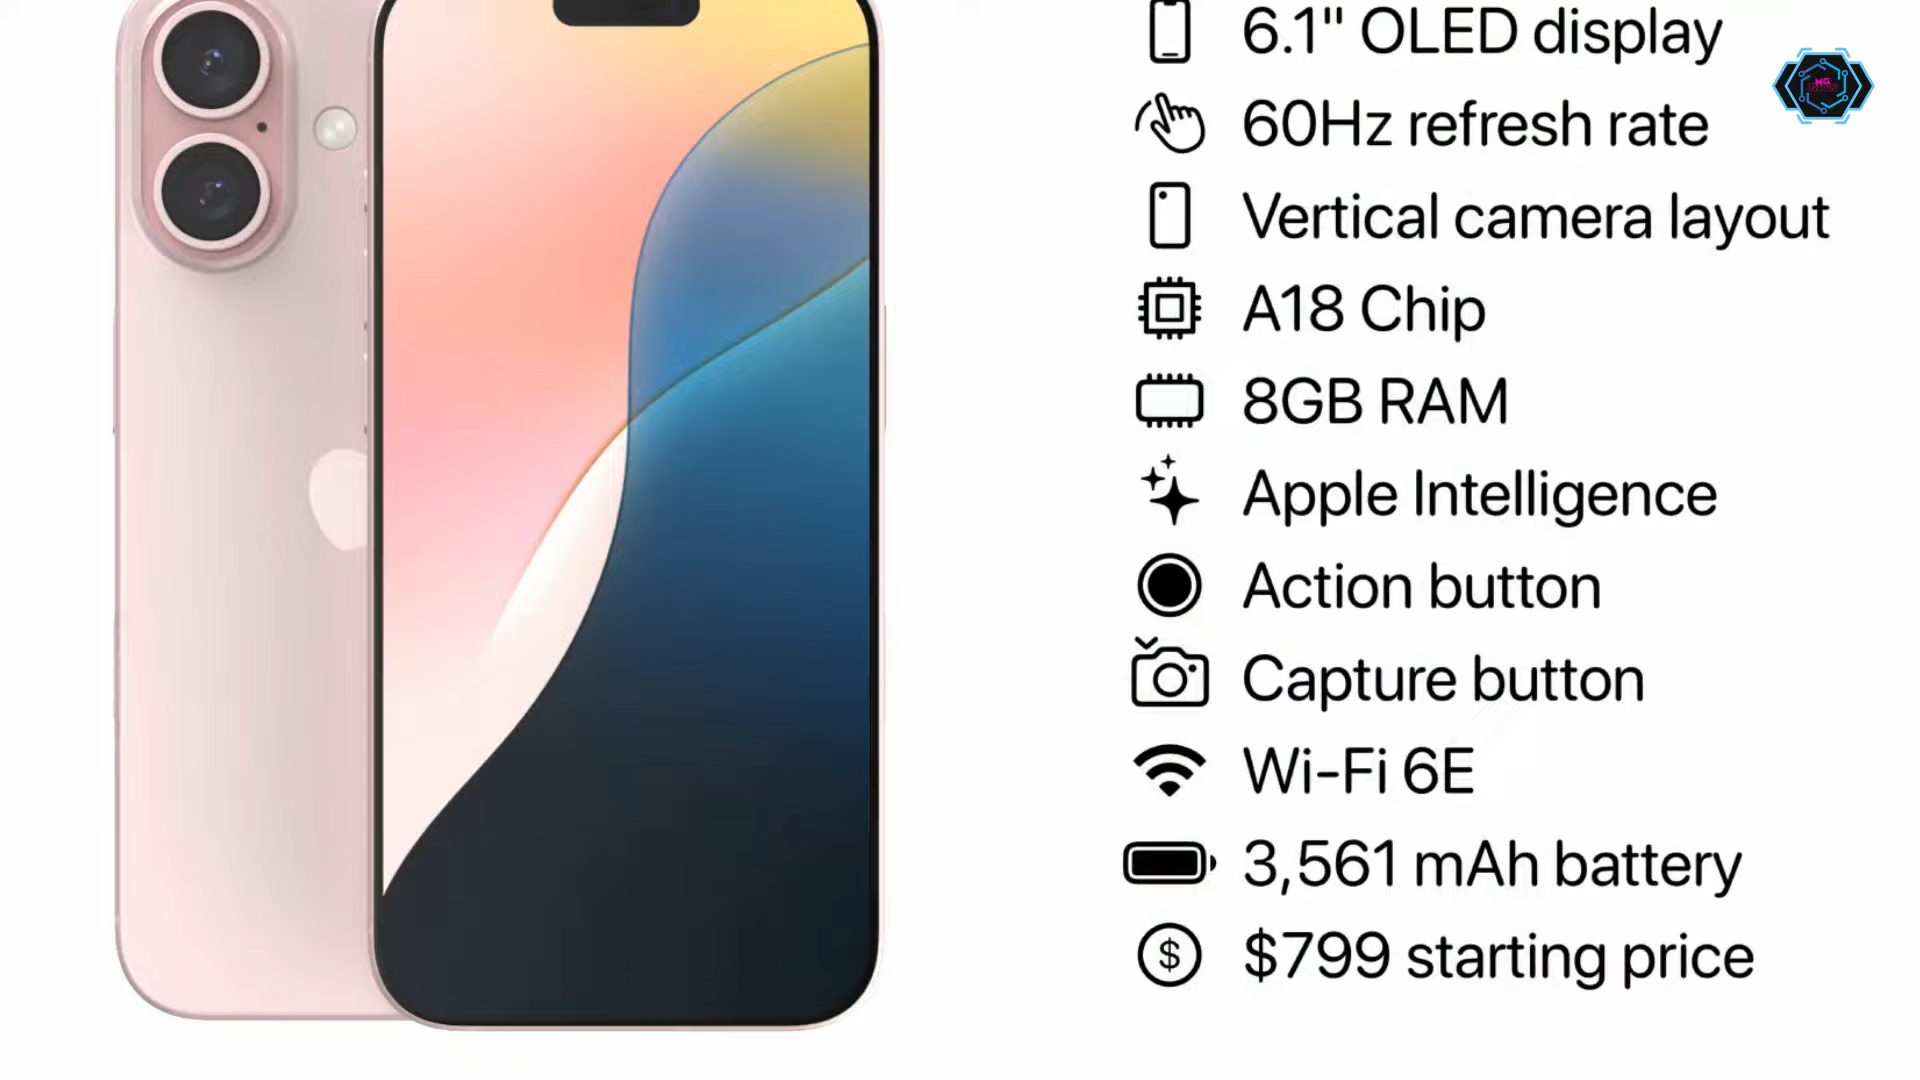 6.1" OLED display
MG
60Hz refresh rate
Vertical camera layout
A18 Chip
8GB RAM
Apple Intelligence
Action button
Capture button
Wi-Fi 6E
3,561 mAh battery
$ $799 starting price